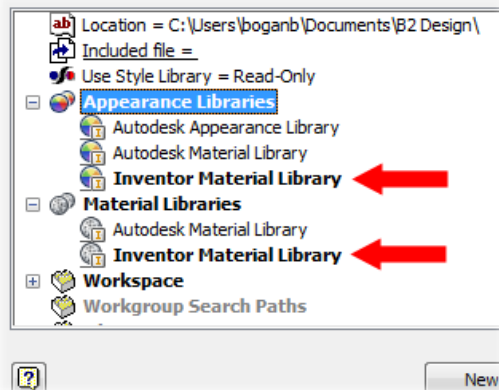 Location = C:\Users\boganb\Documents\B2 Design\
Included file =
Use Style Library = Read-Only
Appearance Libraries
Autodesk Appearance Library
Autodesk Material Library
Inventor Material Library
Material Libraries
Autodesk Material Library
Inventor Material Library
Workspace
Workgroup Search Paths
New